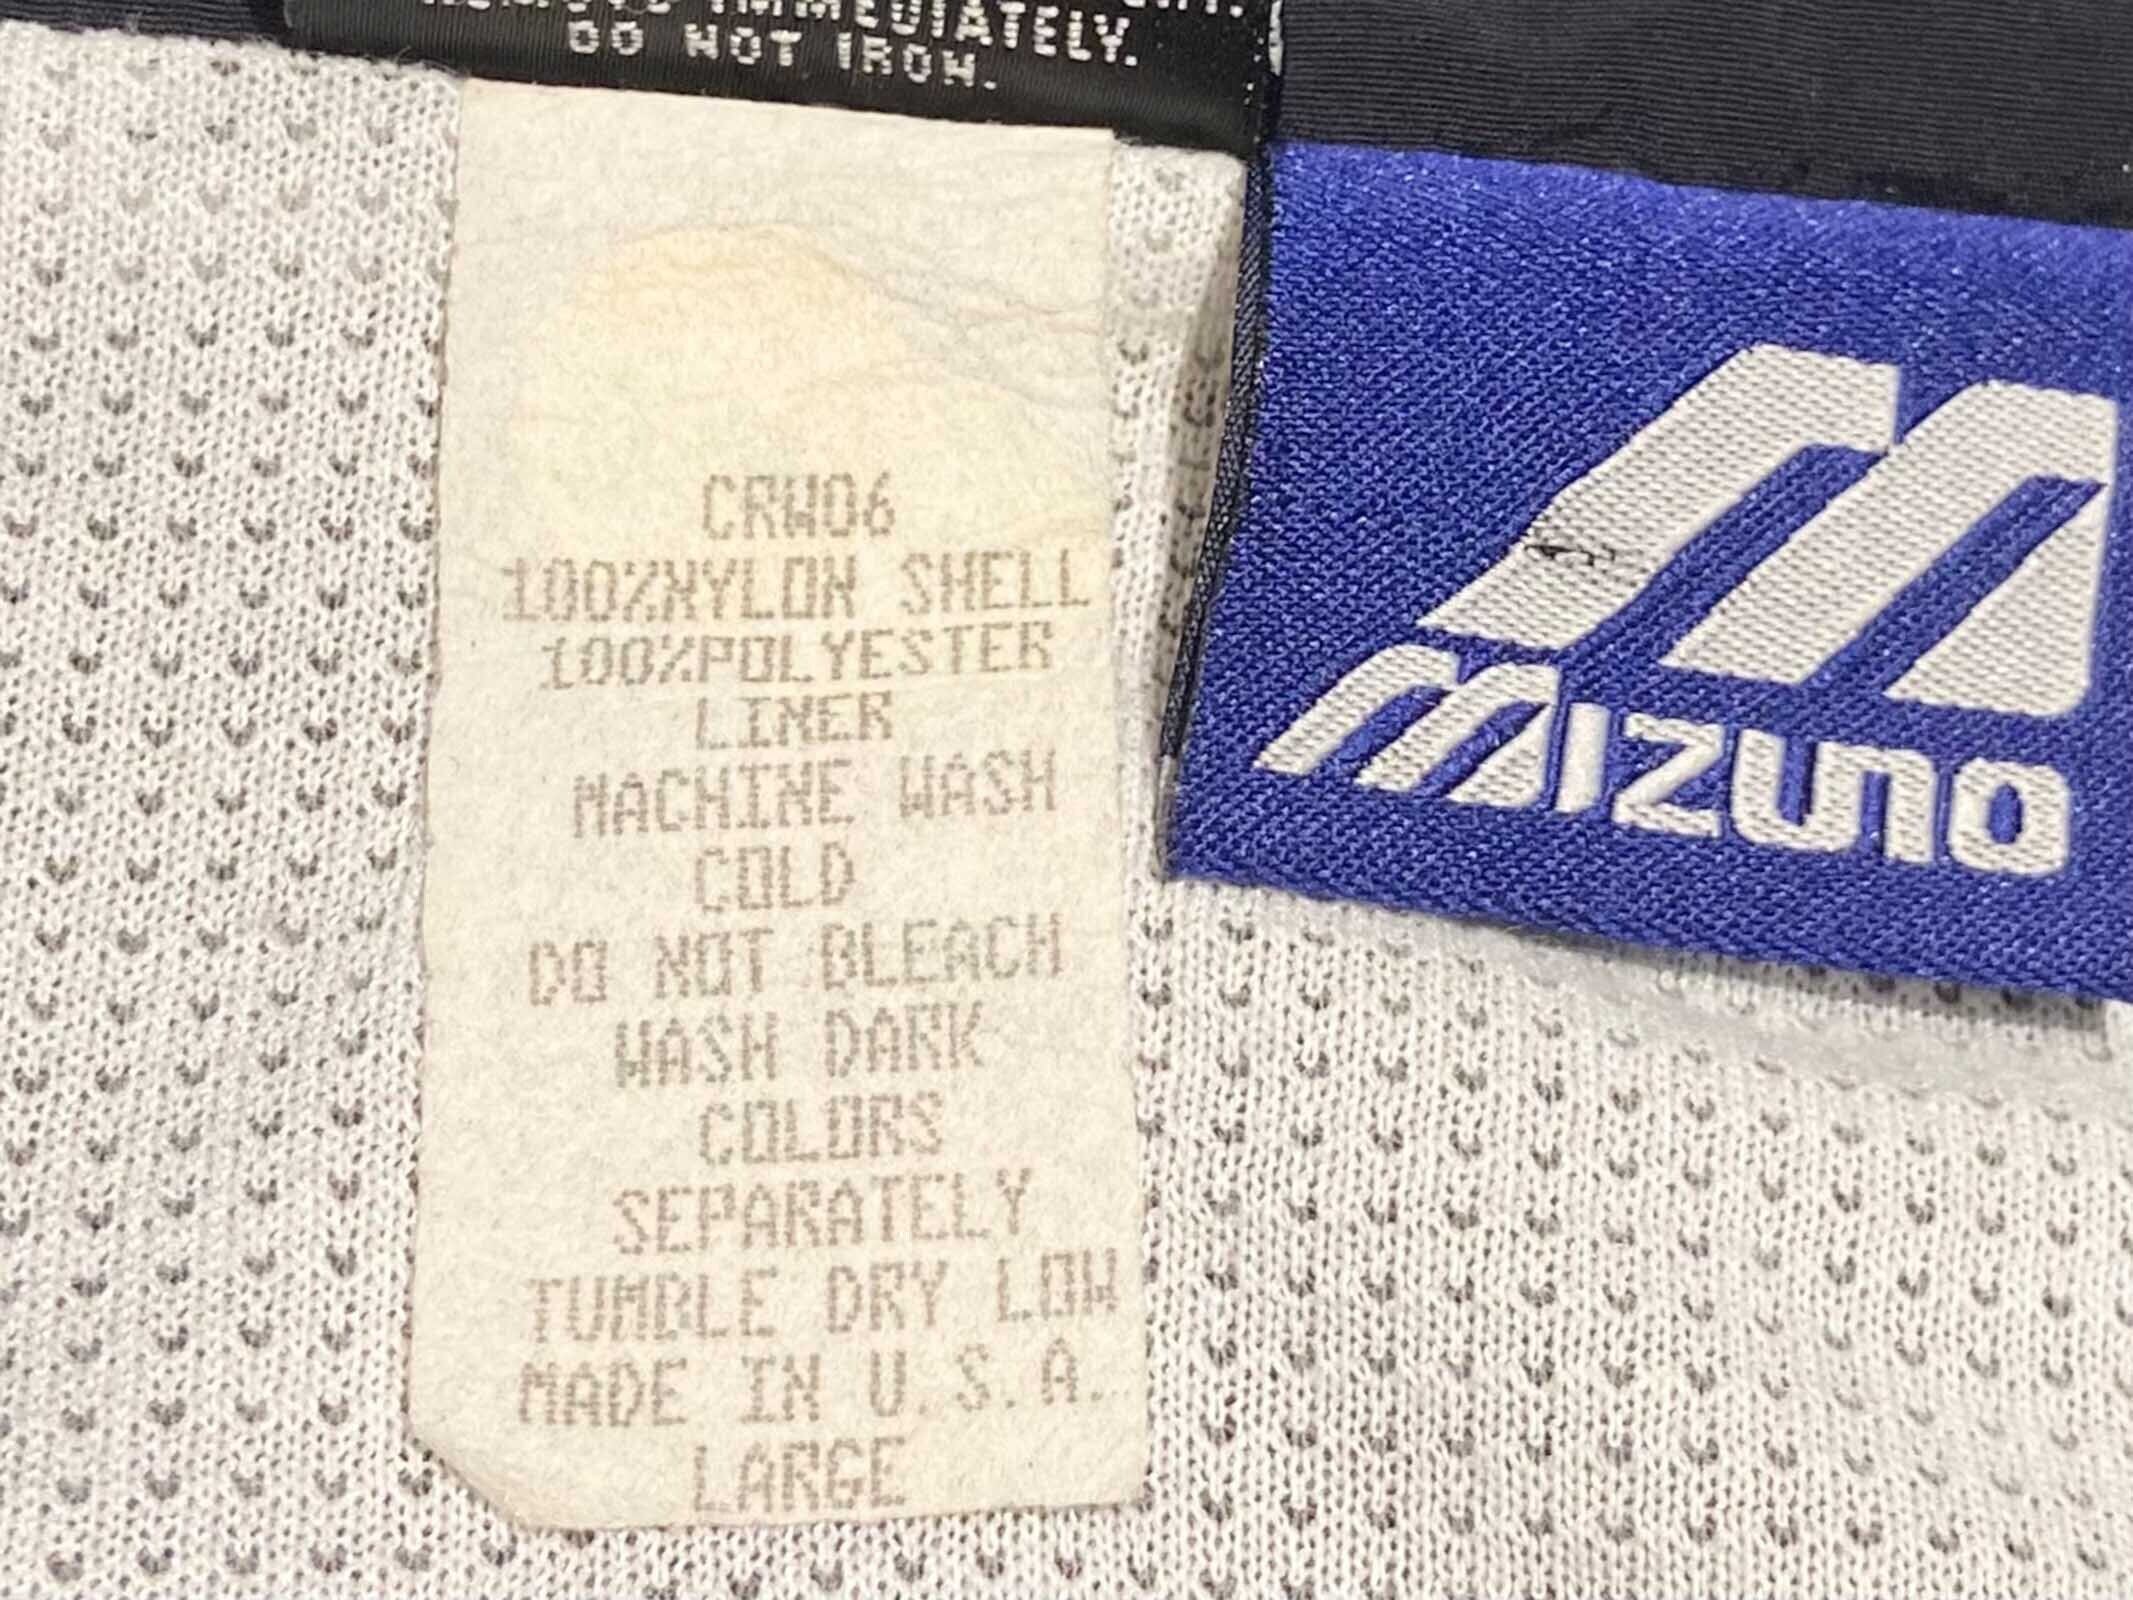 IMMEDIATELY.
DO NOT IRON.
CRW06
100%NYLON SHELL
100%POLYESTER
LINER
MACHINE WASH
COLD
DO NOT BLEACH
WASH DARK
COLORS
SEPARATELY
TUMBLE DRY LOW
MADE IN U.S.A.
LARGE
MIZUNO